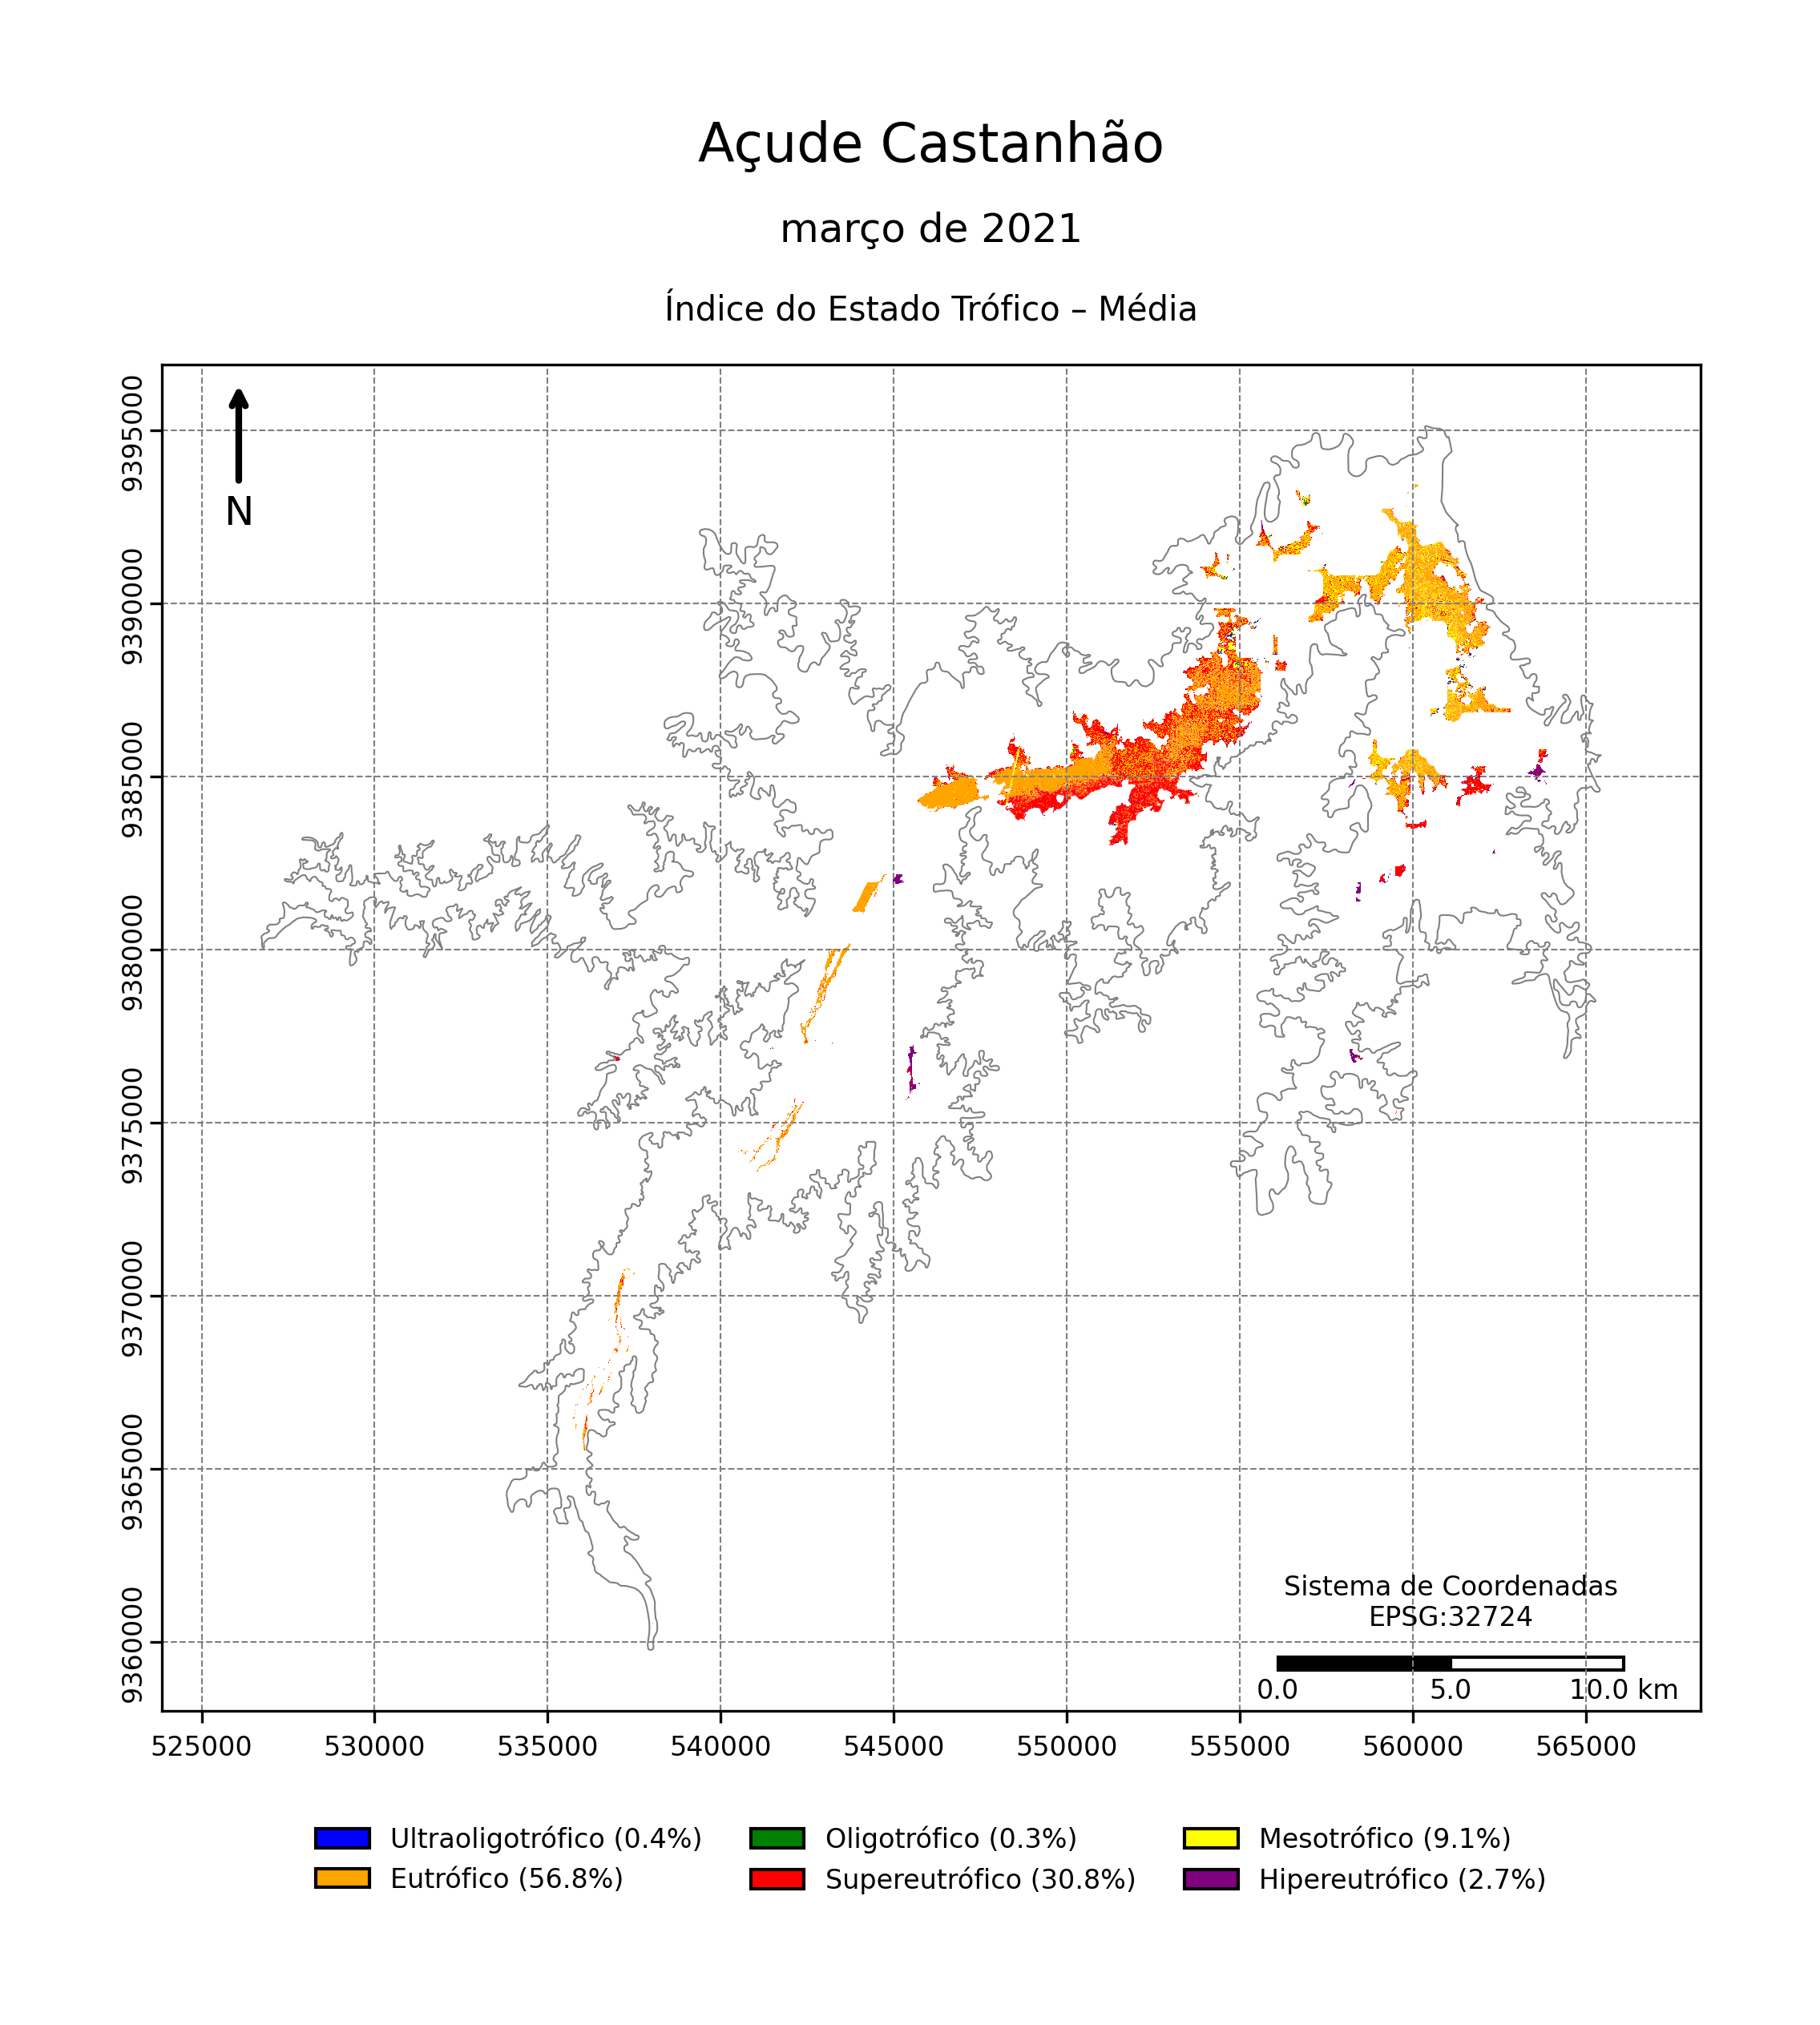 Açude Castanhão
março de 2021
Índice do Estado Trófico – Média
N
9395000
9390000
9385000
9380000
9375000
9370000
9365000
9360000
Sistema de Coordenadas
EPSG:32724
0.0 5.0 10.0 km
525000 530000 535000 540000 545000 550000 555000 560000 565000
Ultraoligotrófico (0.4%) Oligotrófico (0.3%) Mesotrófico (9.1%)
Eutrófico (56.8%) Supereutrófico (30.8%) Hipereutrófico (2.7%)